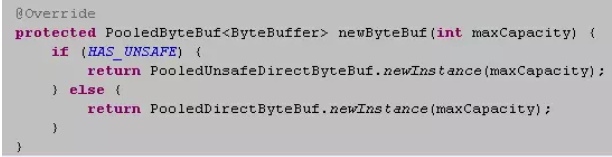 @Override
protected PooledByteBuf<ByteBuffer> newByteBuf(int maxCapacity) {
    if (HAS_UNSAFE) {
        return PooledUnsafeDirectByteBuf.newInstance(maxCapacity);
    } else {
        return PooledDirectByteBuf.newInstance(maxCapacity);
    }
}